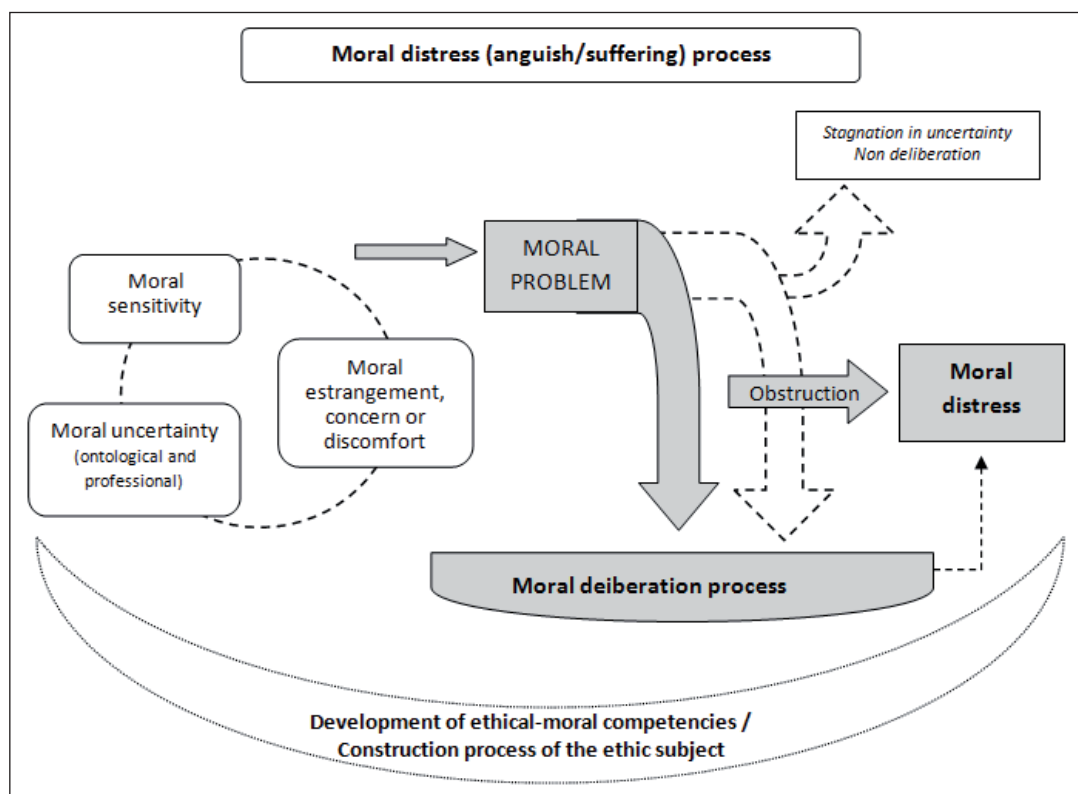 Moral distress (anguish/suffering) process
Stagnation in uncertainty
Non deliberation
MORAL
PROBLEM
Moral
sensitivity
Moral
estrangement,
concern or
discomfort
Moral uncertainty
(ontological and
professional)
Obstruction
Moral
distress
Moral deiberation process
Development of ethical-moral competencies /
Construction process of the ethic subject